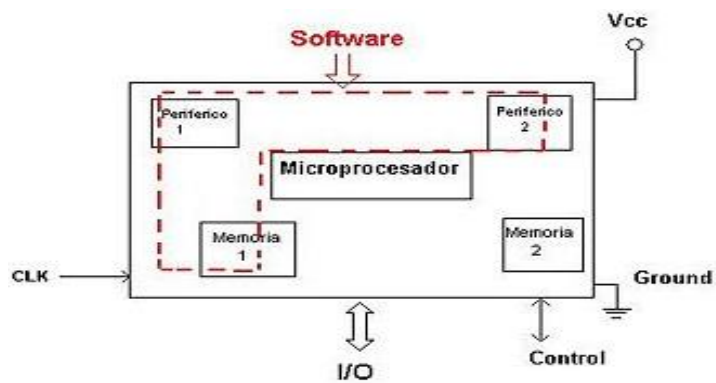 Software
Vcc
Periferico
1
Periferico
2
Microprocesador
Memoria
1
Memoria
2
CLK
Ground
I/O
Control